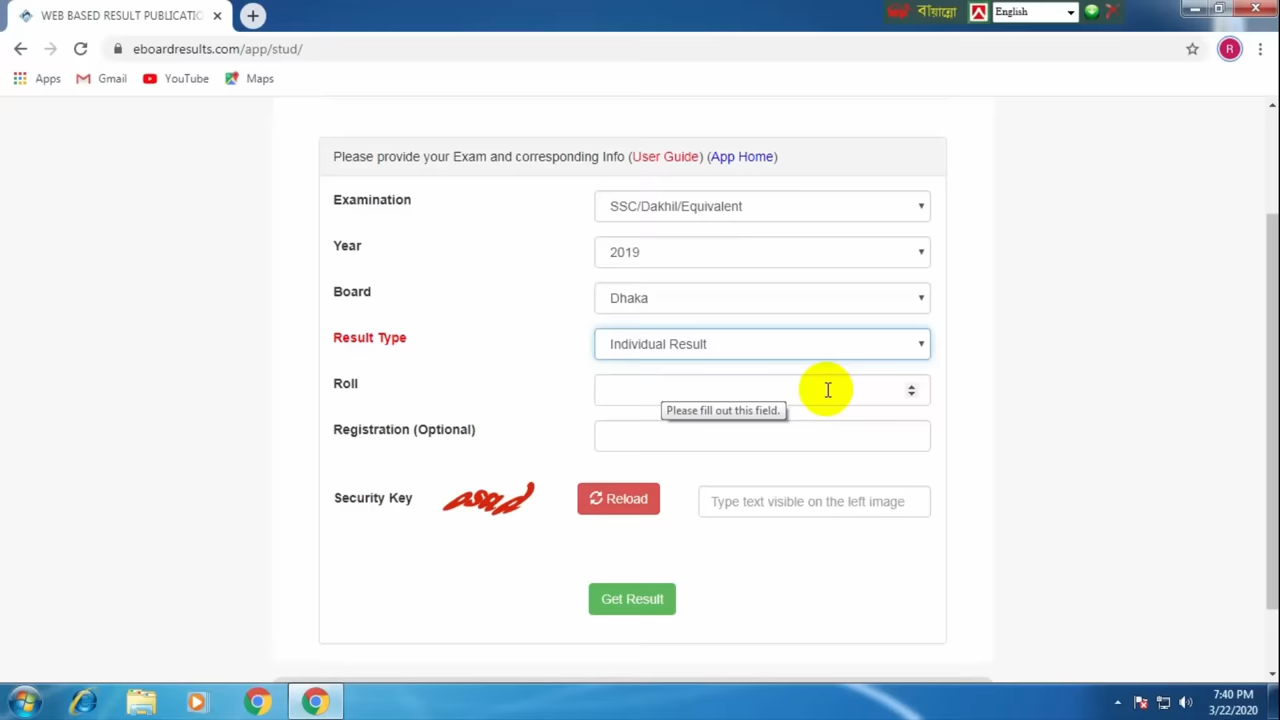 WEB BASED RESULT PUBLICATIO
বায়ান্নো
English
eboardresults.com/app/stud/
R
Apps
Gmail
YouTube
Maps
Please provide your Exam and corresponding Info (User Guide) (App Home)
Examination
SSC/Dakhil/Equivalent
Year
2019
Board
Dhaka
Result Type
Individual Result
Roll
Please fill out this field.
Registration (Optional)
Security Key
asad
Reload
Type text visible on the left image
Get Result
7:40 PM
3/22/2020